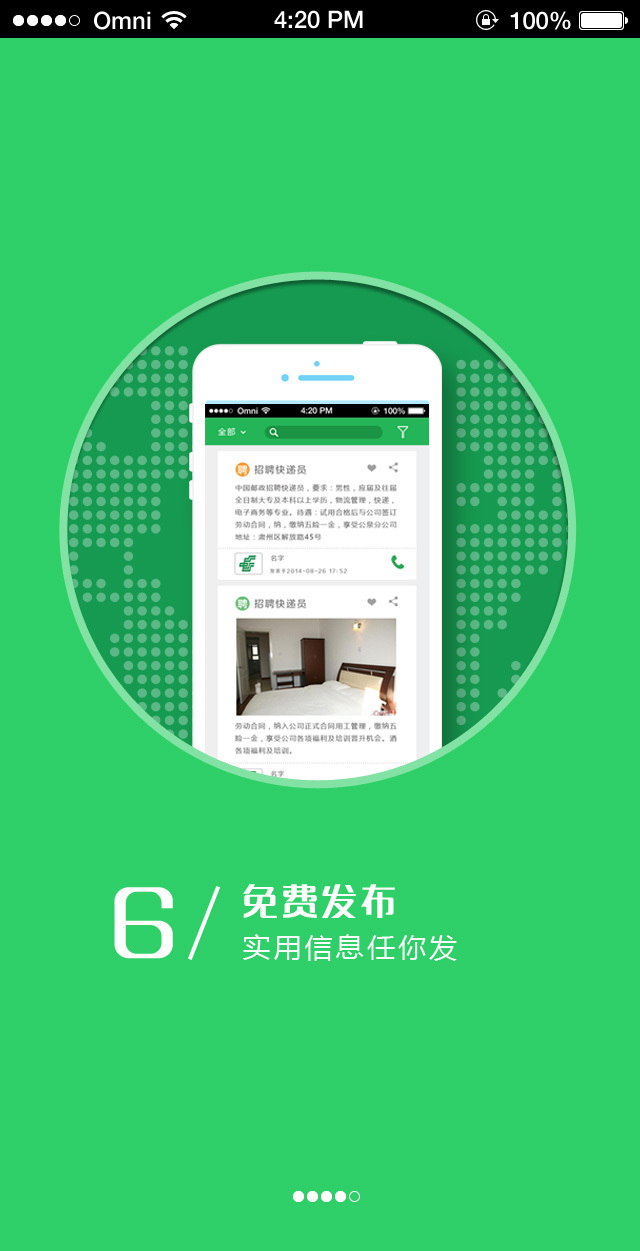 Omni
4:20 PM
100%
Omni
4:20 PM
100%
全部
聘 招聘快递员
中国邮政招聘快递员，要求：男性，应届及往届
全日制大专及本科以上学历，物流管理，快递，
电子商务等专业。待遇：试用合格后与公司签订
劳动合同，纳，缴纳五险一金，享受公泉分公司
地址：肃州区解放路45号
名字
发表于2014-08-26 17:52
聘 招聘快递员
劳动合同，纳入公司正式合同用工管理，缴纳五
险一金，享受公司各项福利及培训晋升机会。酒
各项福利及培训。
名字
6/
免费发布
实用信息任你发